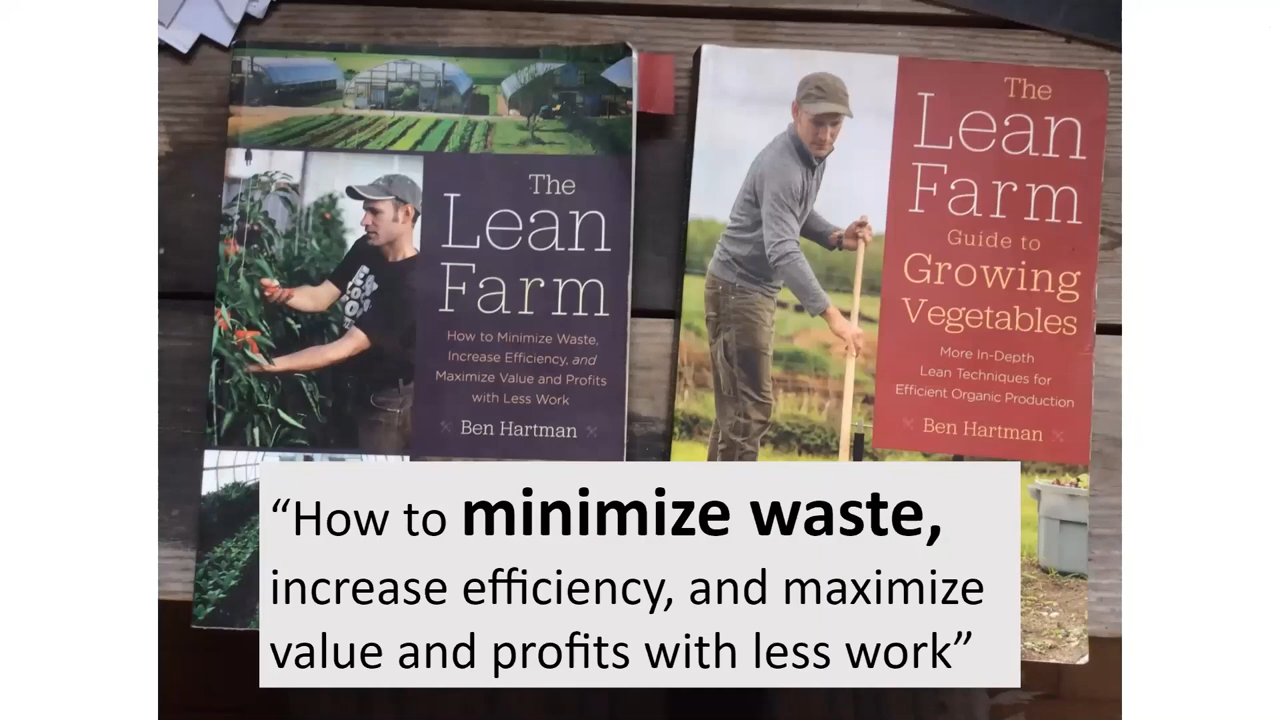 The
Lean
Farm
How to Minimize Waste,
Increase Efficiency, and
Maximize Value and Profits
with Less Work
Ben Hartman
The
Lean
Farm
Guide to
Growing
Vegetables
More In-Depth
Lean Techniques for
Efficient Organic Production
Ben Hartman
“How to minimize waste,
increase efficiency, and maximize
value and profits with less work”